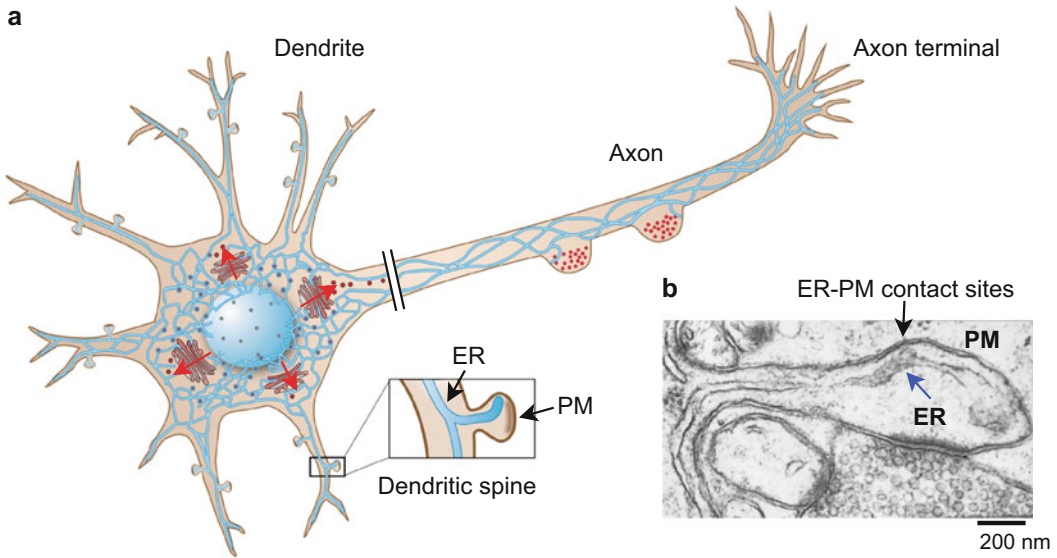 a
Dendrite
Axon terminal
Axon
b
ER-PM contact sites
PM
ER
ER
PM
Dendritic spine
200 nm